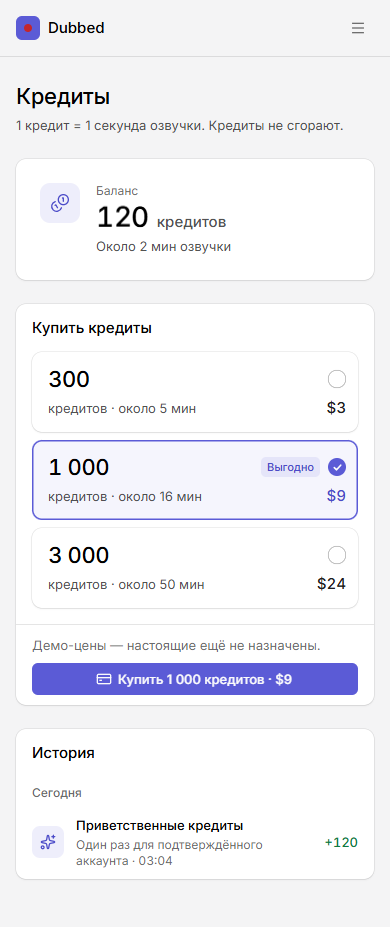 Dubbed
Кредиты
1 кредит = 1 секунда озвучки. Кредиты не сгорают.
Баланс
120 кредитов
Около 2 мин озвучки
Купить кредиты
300
кредитов · около 5 мин
$3
1 000
Выгодно
кредитов · около 16 мин
$9
3 000
кредитов · около 50 мин
$24
Демо-цены — настоящие ещё не назначены.
Купить 1 000 кредитов · $9
История
Сегодня
Приветственные кредиты
Один раз для подтверждённого
аккаунта · 03:04
+120